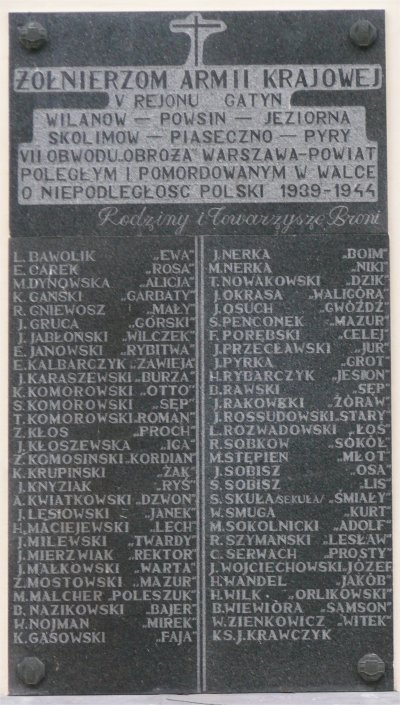 ŻOŁNIERZOM ARMII KRAJOWEJ
V REJONU GATYN
WILANÓW — POWSIN — JEZIORNA
SKOLIMÓW — PIASECZNO — PYRY
VII OBWODU„OBROŻA" WARSZAWA-POWIAT
POLEGŁYM I POMORDOWANYM W WALCE
O NIEPODLEGŁOŚĆ POLSKI 1939-1944
Rodziny i Towarzysze Broni
L. BAWOLIK „EWA"
E. CAREK „ROSA"
M. DYNOWSKA „ALICJA"
K. GAŃSKI „GARBATY"
R. GNIEWOSZ „MAŁY"
J. GRUCA „GÓRSKI"
J. JABŁOŃSKI „WILCZEK"
E. JANOWSKI „RYBITWA"
E. KALBARCZYK „ZAWIEJA"
J. KARASZEWSKI „BURZA"
K. KOMOROWSKI „OTTO"
S. KOMOROWSKI „SĘP"
T. KOMOROWSKI „ROMAN"
Z. KŁOS „PROCH"
J. KŁOSZEWSKA „IGA"
Z. KOMOSIŃSKI „KORDIAN"
K. KRUPIŃSKI „ŻAK"
J. KNYZIAK „RYŚ"
A. KWIATKOWSKI „DZWON"
J. LESIOWSKI „JANEK"
H. MACIEJEWSKI „LECH"
J. MILEWSKI „TWARDY"
J. MIERZWIAK „REKTOR"
J. MAŁKOWSKI „WARTA"
Z. MOSTOWSKI „MAZUR"
M. MALCHER „POLESZUK"
B. NAZIKOWSKI „BAJER"
W. NOJMAN „MIREK"
K. GĄSOWSKI „FAJA"
J. NERKA „BOIM"
M. NERKA „NIKI"
T. NOWAKOWSKI „DZIK"
J. OKRASA „WALIGÓRA"
J. OSUCH „GWÓŹDŹ"
S. PENCONEK „MAZUR"
F. PORĘBSKI „CELEJ"
J. PRZECŁAWSKI „JUR"
J. PYRKA „GROT"
H. RYBARCZYK „JESION"
B. RAWSKI „SĘP"
J. RAKOWSKI „ŻÓRAW"
J. ROSSUDOWSKI „STARY"
L. ROZWADOWSKI „ŁOŚ"
R. SOBKÓW „SOKÓŁ"
M. STĘPIEŃ „MŁOT"
J. SOBISZ „OSA"
S. SOBISZ „LIS"
S. SKUŁA/SEKUŁA/ „ŚMIAŁY"
W. SMUGA „KURT"
M. SOKOLNICKI „ADOLF"
R. SZYMAŃSKI „LESŁAW"
C. SERWACH „PROSTY"
J. WOJCIECHOWSKI „JÓZEF"
H. WANDEL „JAKÓB"
H. WILK. „ORLIKOWSKI"
B. WIEWIÓRA „SAMSON"
W. ZIENKOWICZ „WITEK"
KS. J. KRAWCZYK